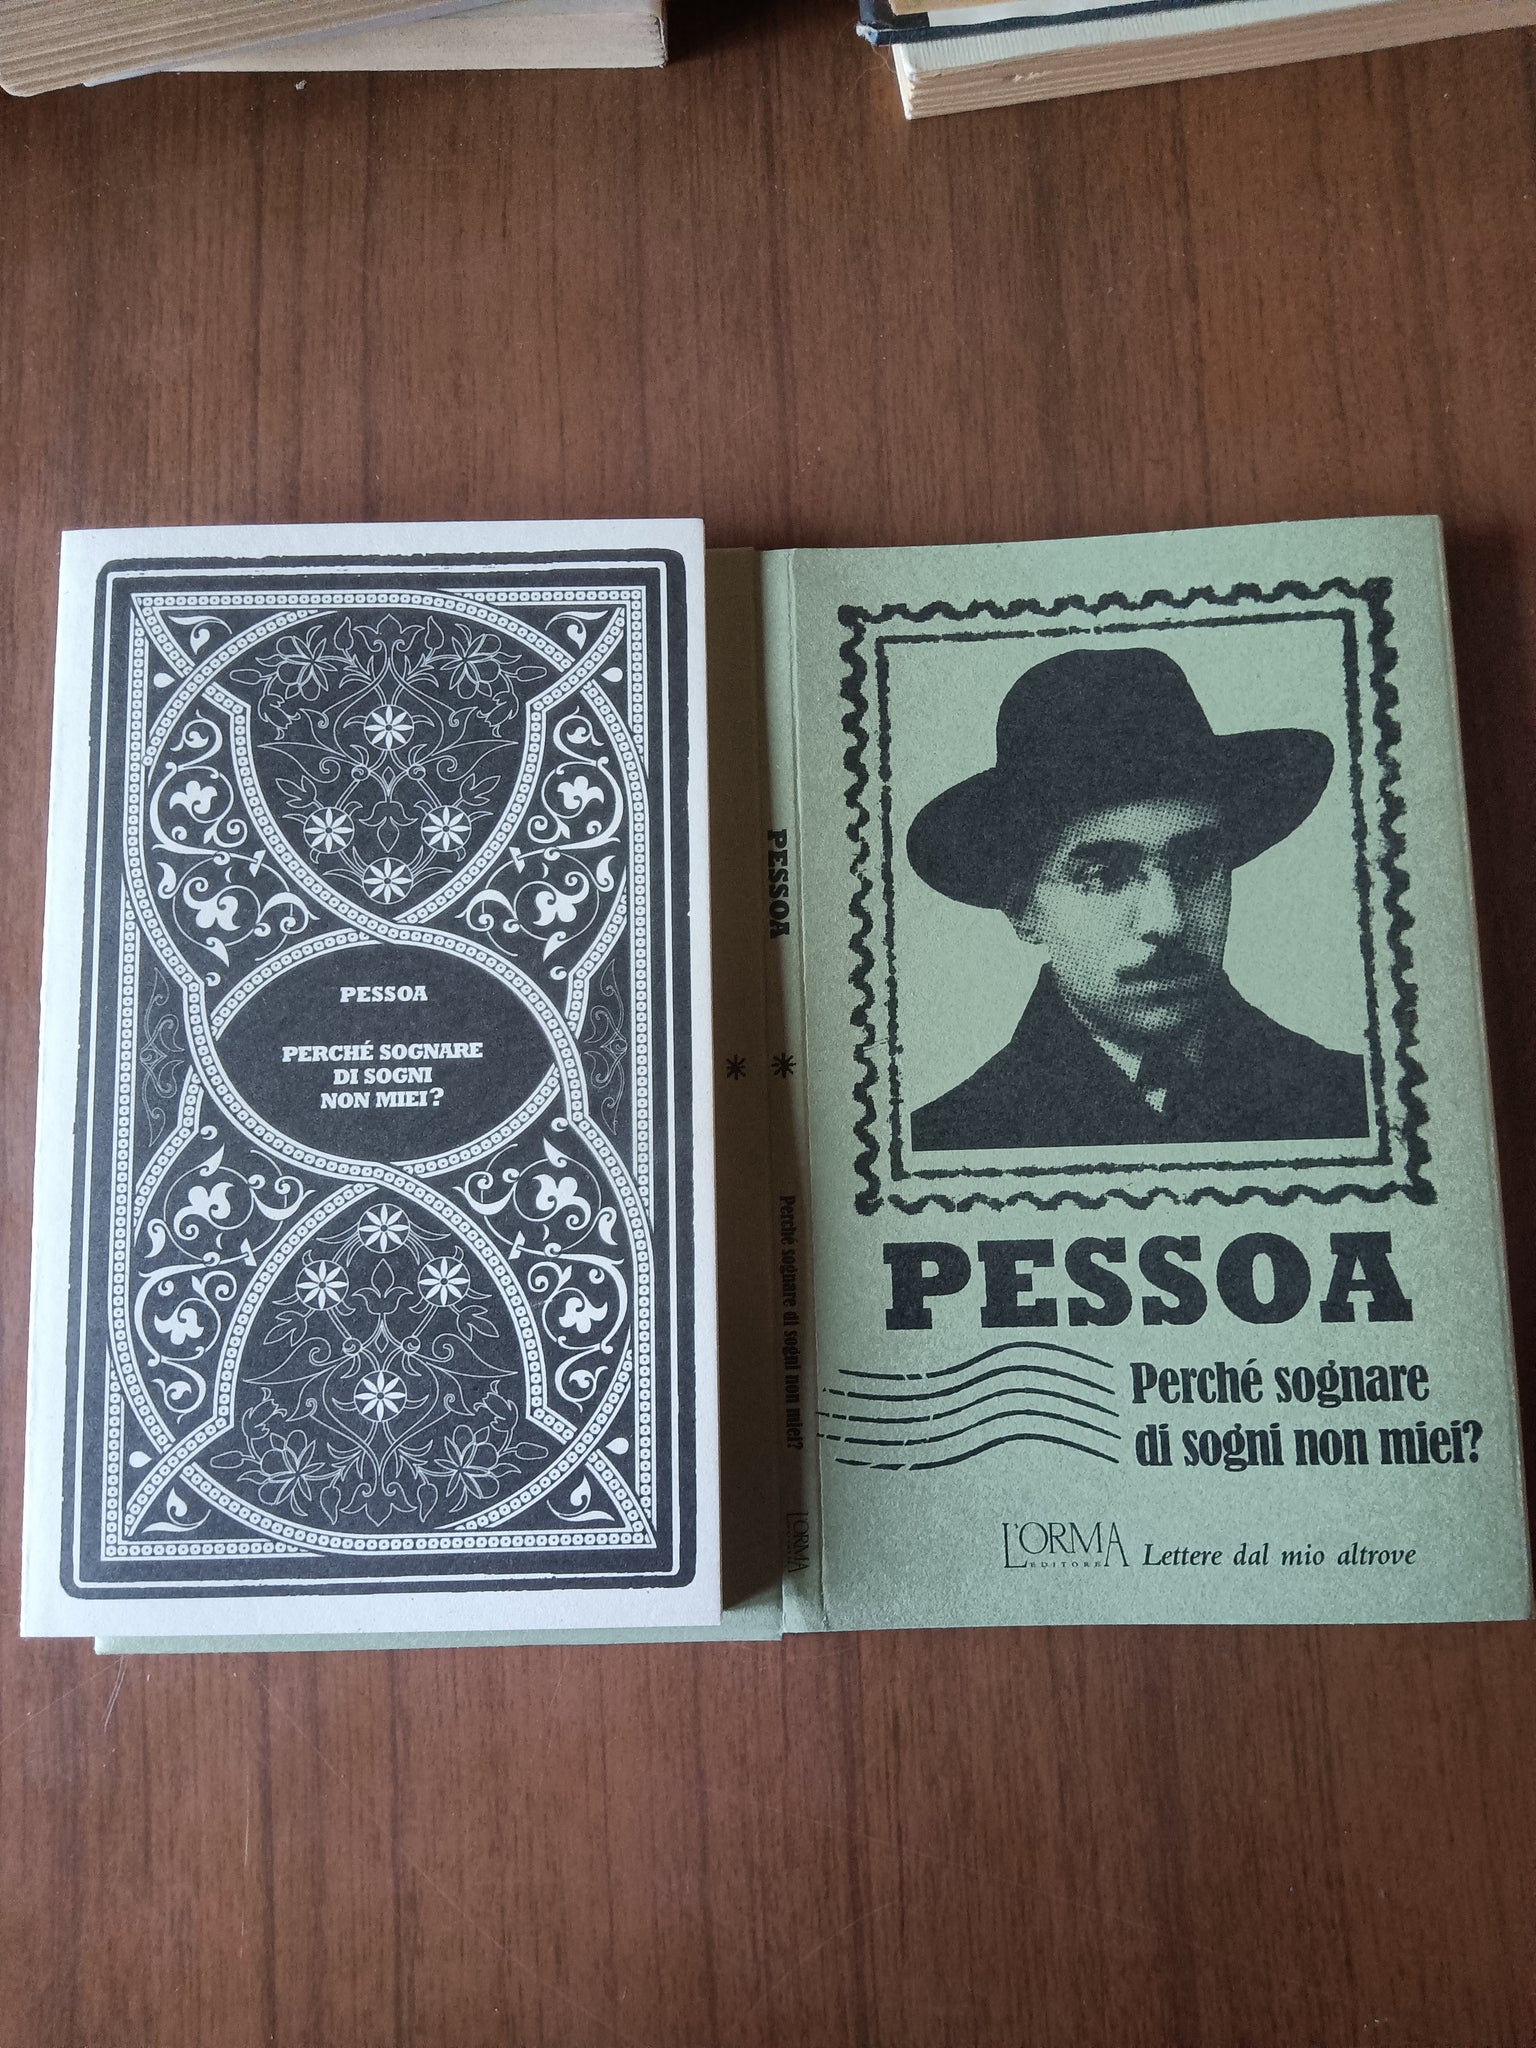 PESSOA
PERCHÉ SOGNARE
DI SOGNI
NON MIEI?
PESSOA
Perché sognare di sogni non miei?
L'ORMA
PESSOA
Perché sognare
di sogni non miei?
L'ORMA
EDITORE
Lettere dal mio altrove